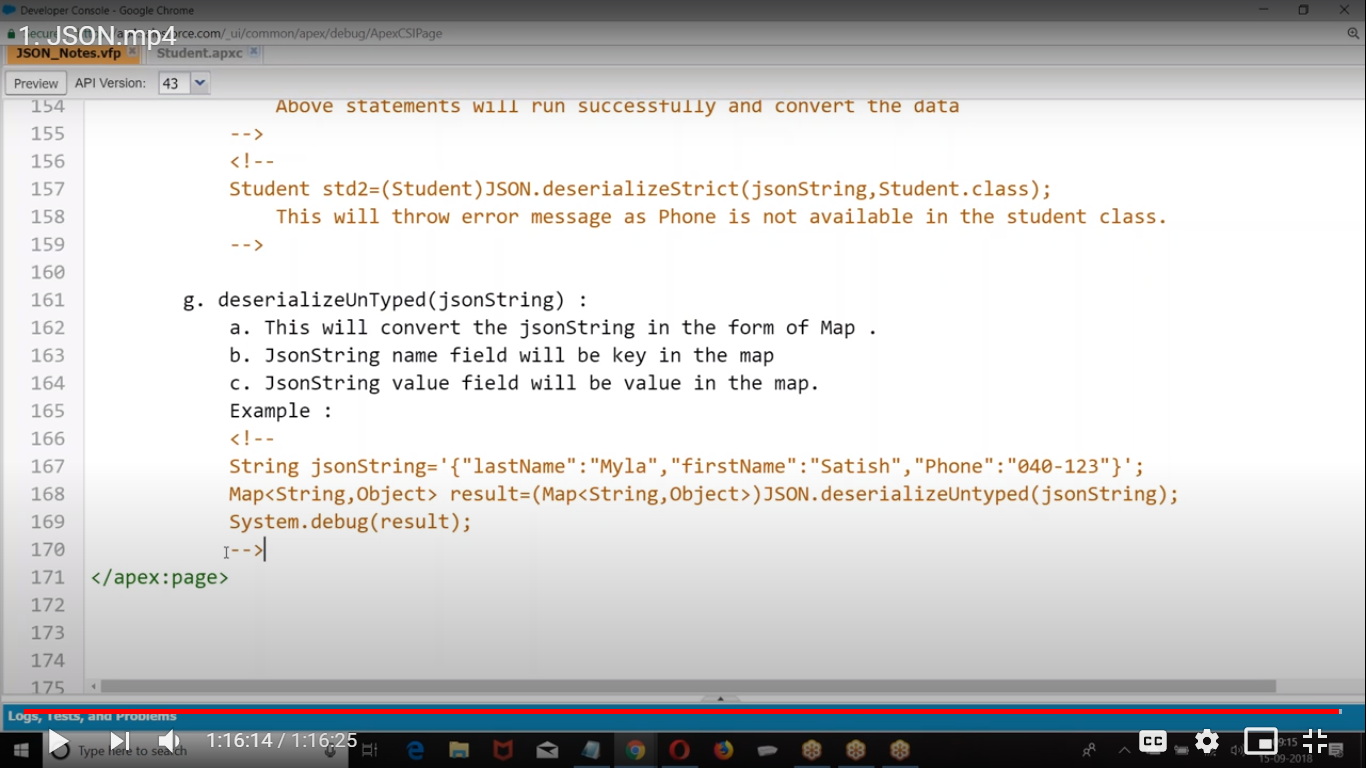 Developer Console - Google Chrome
1. JSON.mp4
Secure force.com/_ui/common/apex/debug/ApexCSIPage
JSON_Notes.vfp Student.apxc
Preview API Version: 43
154 Above statements will run successfully and convert the data
155 -->
156 <!--
157 Student std2=(Student)JSON.deserializeStrict(jsonString,Student.class);
158 This will throw error message as Phone is not available in the student class.
159 -->
160
161 g. deserializeUnTyped(jsonString) :
162 a. This will convert the jsonString in the form of Map .
163 b. JsonString name field will be key in the map
164 c. JsonString value field will be value in the map.
165 Example :
166 <!--
167 String jsonString='{"lastName":"Myla","firstName":"Satish","Phone":"040-123"}';
168 Map<String,Object> result=(Map<String,Object>)JSON.deserializeUntyped(jsonString);
169 System.debug(result);
170 -->
171 </apex:page>
172
173
174
175
Logs, Tests, and Problems
1:16:14 / 1:16:25
Type here to search
CC
15-09-2018